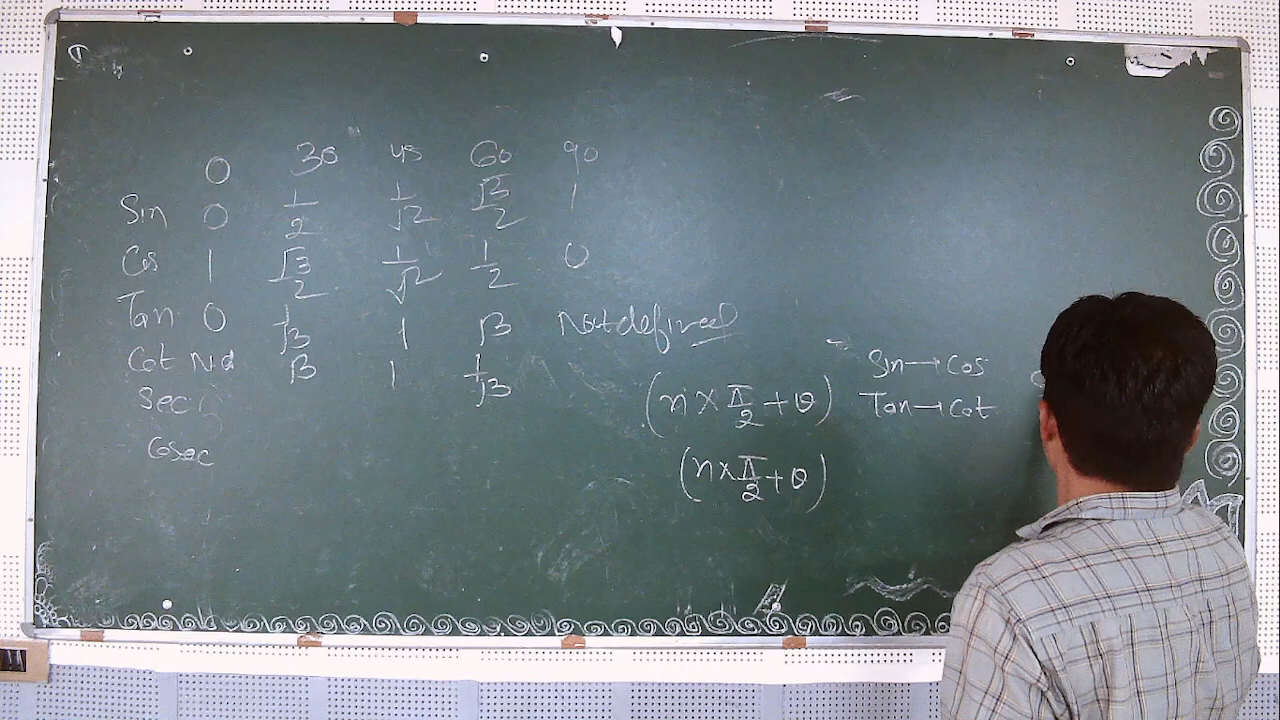 0 30 45 60 90
Sin 0 1/2 1/√2 √3/2 1
Cos 1 √3/2 1/√2 1/2 0
Tan 0 1/√3 1 √3 Not defined
Cot Nd √3 1 1/√3
Sec
Cosec
(n × π/2 + θ)
(n × π/2 + θ)
Sin → Cos
Tan → Cot